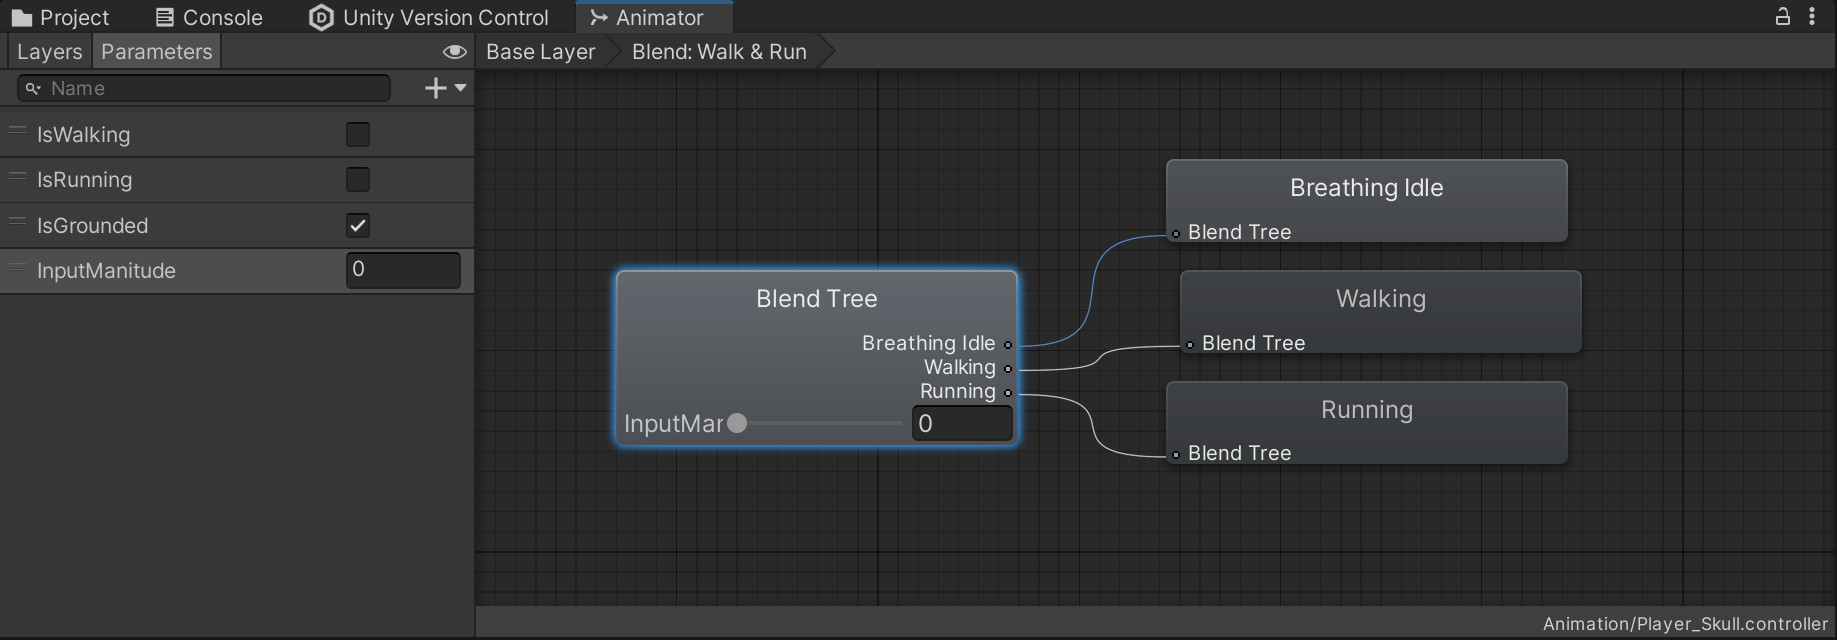 Project Console Unity Version Control Animator
Layers Parameters Base Layer Blend: Walk & Run
Name
IsWalking
IsRunning
IsGrounded
InputManitude 0
Blend Tree
Breathing Idle
Walking
Running
InputMar 0
Breathing Idle
Blend Tree
Walking
Blend Tree
Running
Blend Tree
Animation/Player_Skull.controller